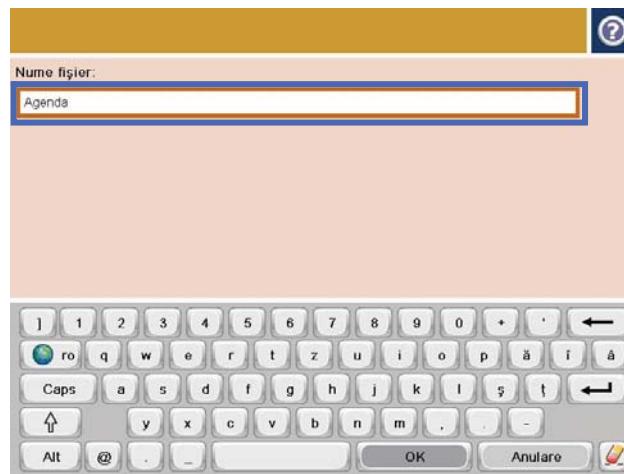 ?
Nume fişier:
Agenda
] 1 2 3 4 5 6 7 8 9 0 + '
ro q w e r t z u i o p ă î â
Caps a s d f g h j k l ş ţ
y x c v b n m , . -
Alt @ . _ OK Anulare